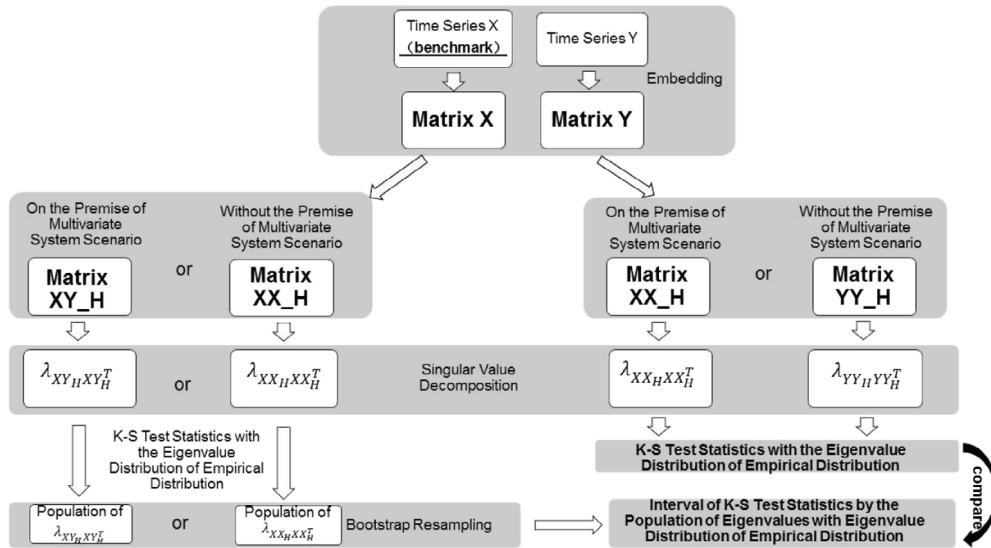 Time Series X
（benchmark）
Time Series Y
Embedding
Matrix X
Matrix Y
On the Premise of
Multivariate
System Scenario
Without the Premise
of Multivariate
System Scenario
Matrix
XY_H
or
Matrix
XX_H
On the Premise of
Multivariate
System Scenario
Without the Premise
of Multivariate
System Scenario
Matrix
XX_H
or
Matrix
YY_H
λ_{XY_H XY_H^T}
or
λ_{XX_H XX_H^T}
Singular Value
Decomposition
λ_{XX_H XX_H^T}
λ_{YY_H YY_H^T}
K-S Test Statistics with
the Eigenvalue
Distribution of Empirical
Distribution
K-S Test Statistics with the Eigenvalue
Distribution of Empirical Distribution
compare
Population of
λ_{XY_H XY_H^T}
or
Population of
λ_{XX_H XX_H^T}
Bootstrap Resampling
Interval of K-S Test Statistics by the
Population of Eigenvalues with Eigenvalue
Distribution of Empirical Distribution